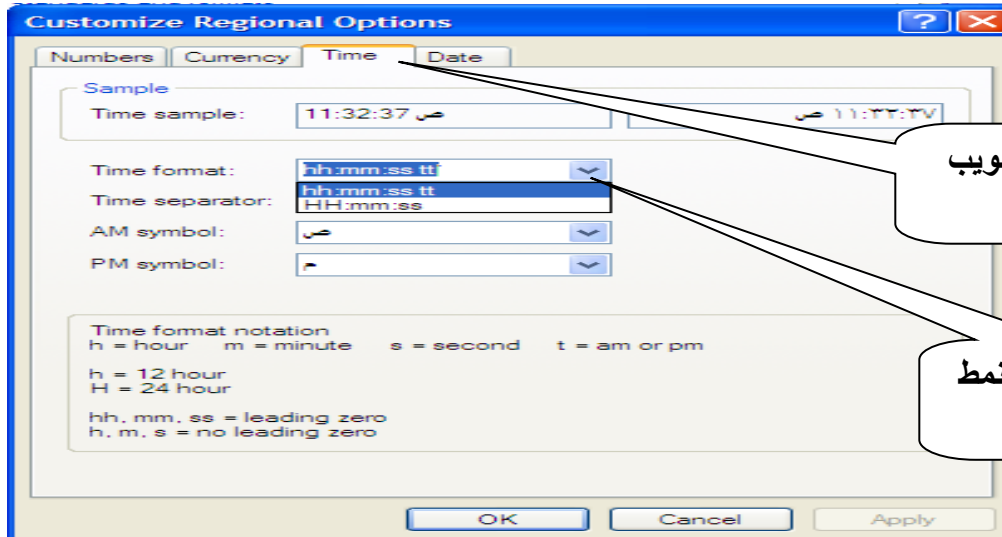 Customize Regional Options
Numbers Currency Time Date
Sample
Time sample: 11:32:37 ص ١١:٣٢:٣٧ ص
Time format: hh:mm:ss tt
hh:mm:ss tt
Time separator: HH:mm:ss
AM symbol: ص
PM symbol: م
Time format notation
h = hour m = minute s = second t = am or pm
h = 12 hour
H = 24 hour
hh, mm, ss = leading zero
h, m, s = no leading zero
OK Cancel Apply